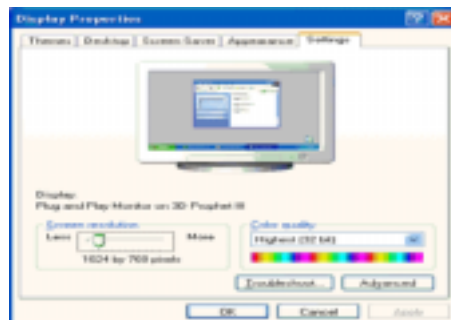 Display Properties
Themes Desktop Screen Saver Appearance Settings
Display:
Plug and Play Monitor on 3D Prophet III
Screen resolution
Less More
1024 by 768 pixels
Color quality
Highest (32 bit)
Troubleshoot... Advanced
OK Cancel Apply